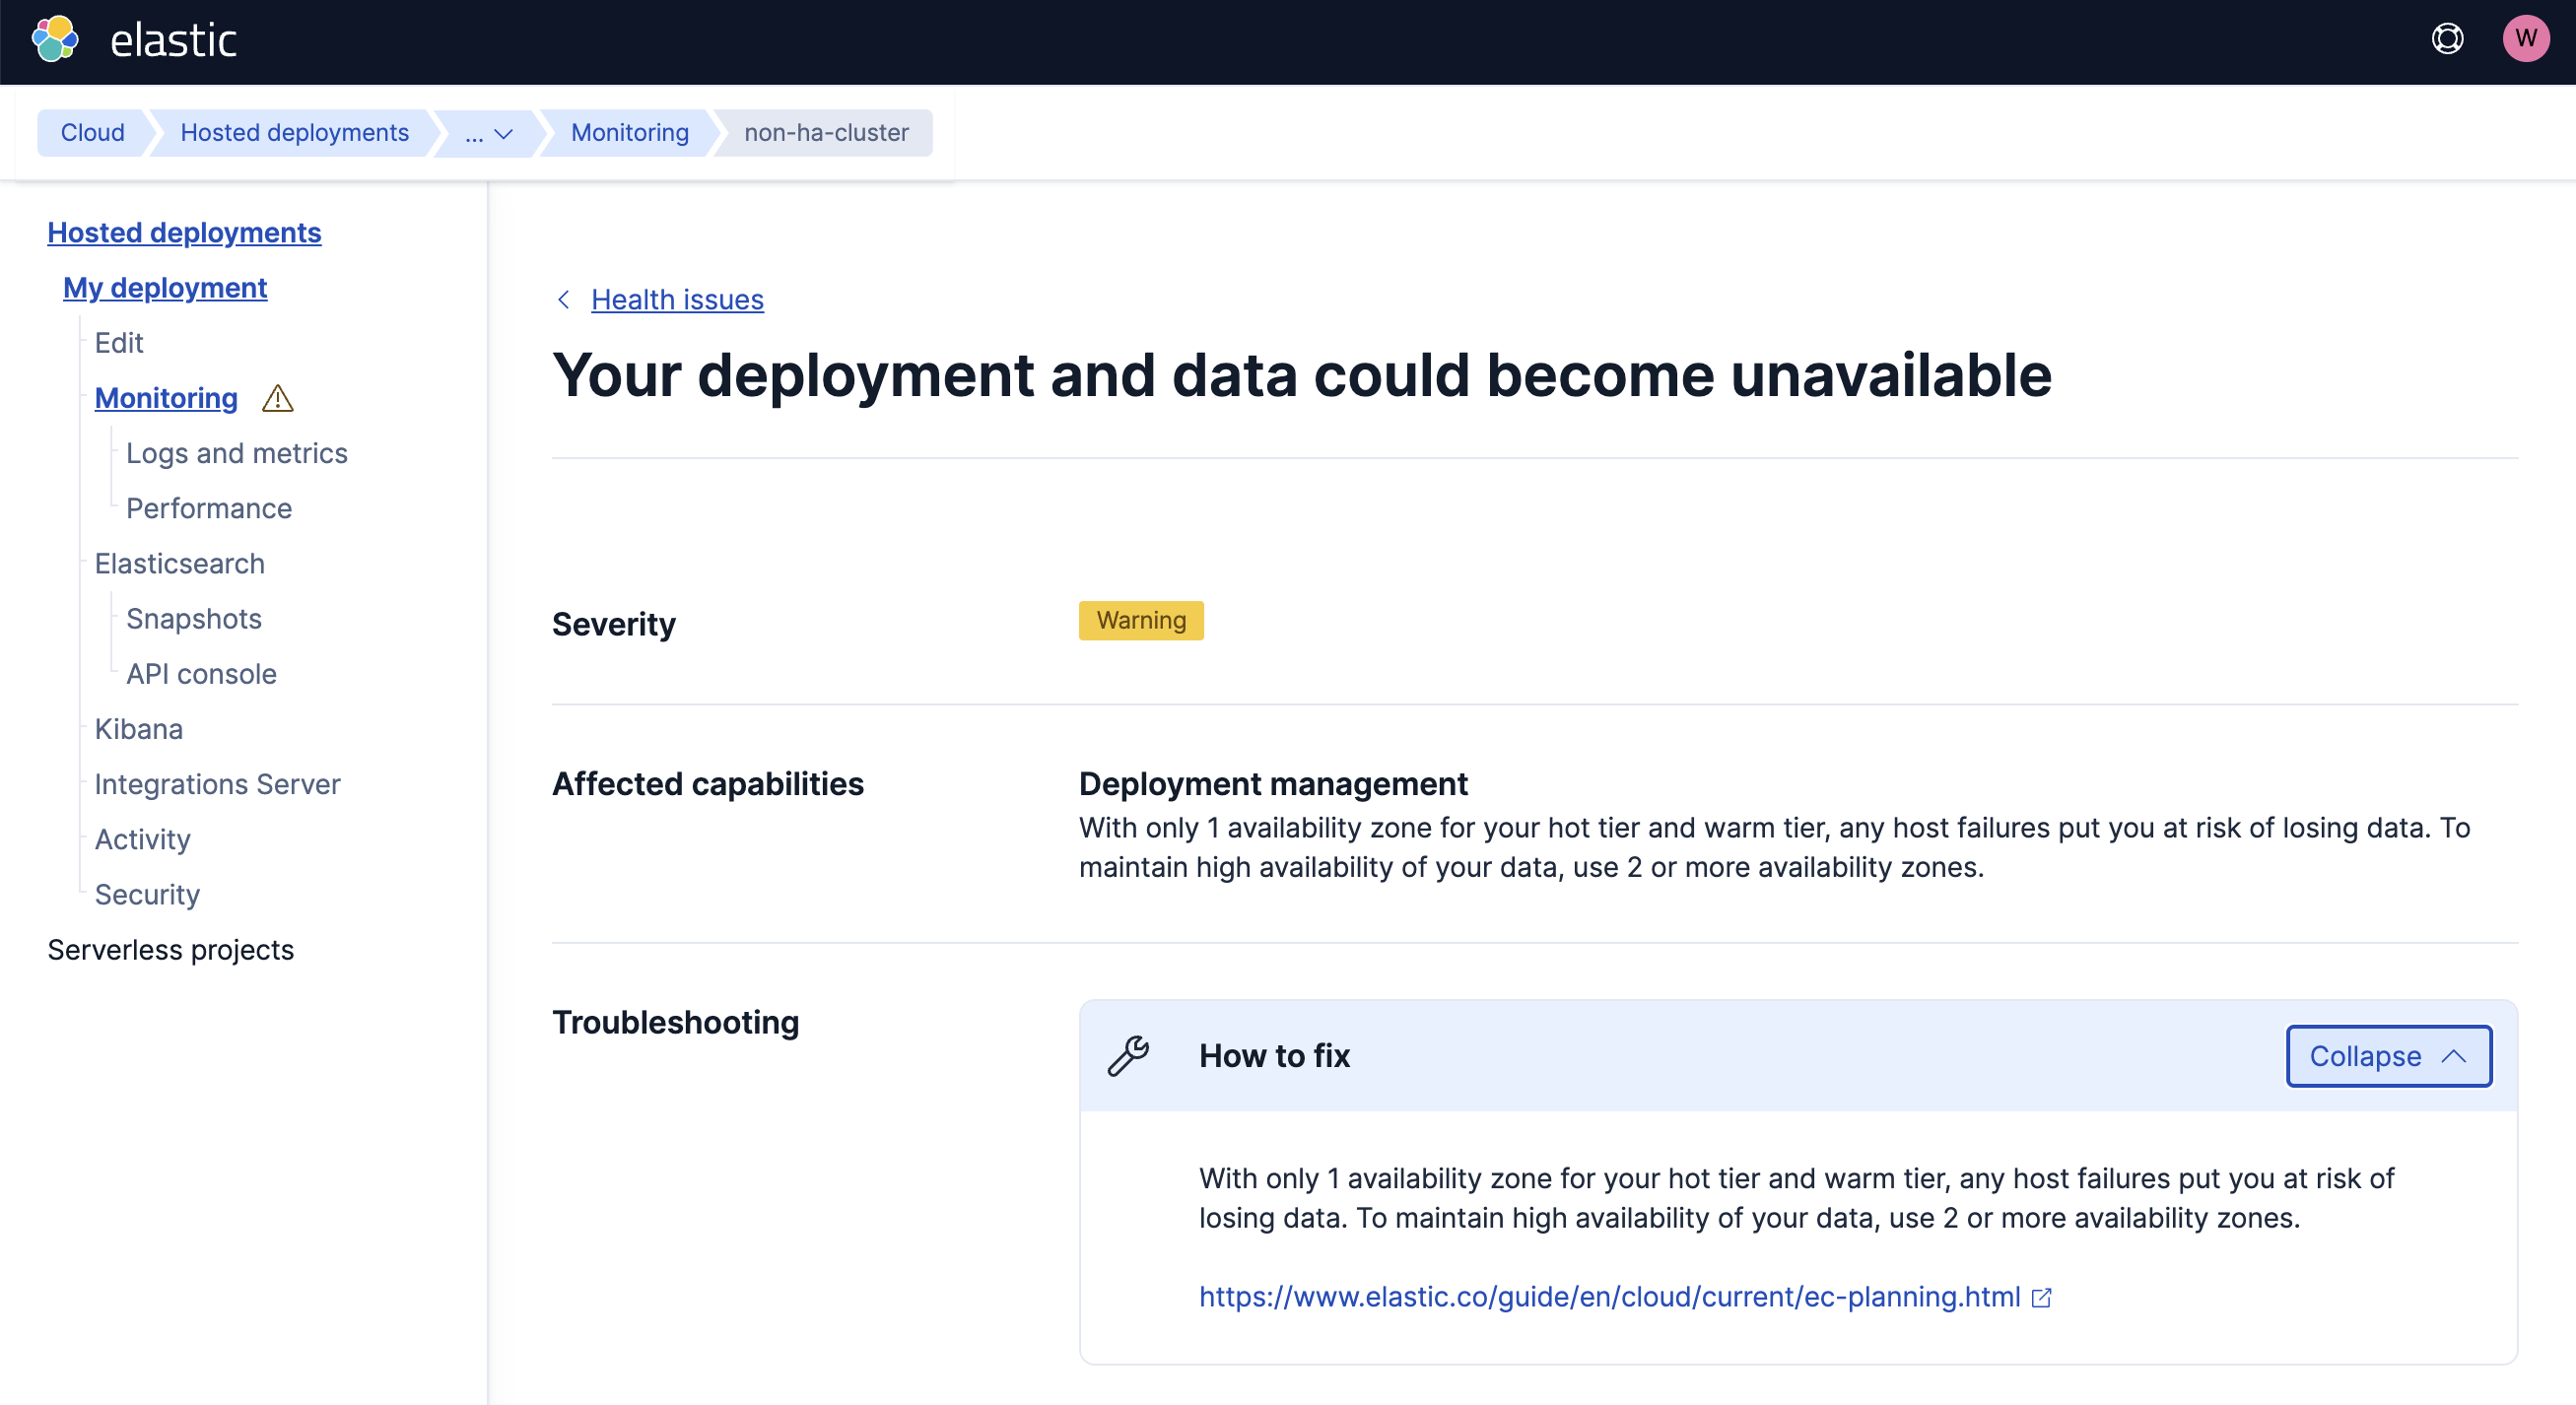 elastic
W
Cloud
Hosted deployments
...
Monitoring
non-ha-cluster
Hosted deployments
My deployment
Edit
Monitoring
Logs and metrics
Performance
Elasticsearch
Snapshots
API console
Kibana
Integrations Server
Activity
Security
Serverless projects
Health issues
Your deployment and data could become unavailable
Severity
Warning
Affected capabilities
Deployment management
With only 1 availability zone for your hot tier and warm tier, any host failures put you at risk of losing data. To
maintain high availability of your data, use 2 or more availability zones.
Troubleshooting
How to fix
Collapse
With only 1 availability zone for your hot tier and warm tier, any host failures put you at risk of
losing data. To maintain high availability of your data, use 2 or more availability zones.
https://www.elastic.co/guide/en/cloud/current/ec-planning.html